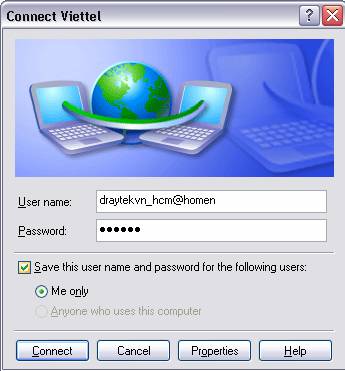 Connect Viettel
User name: draytekvn_hcm@homen
Password: ●●●●●●
Save this user name and password for the following users:
Me only
Anyone who uses this computer
Connect Cancel Properties Help